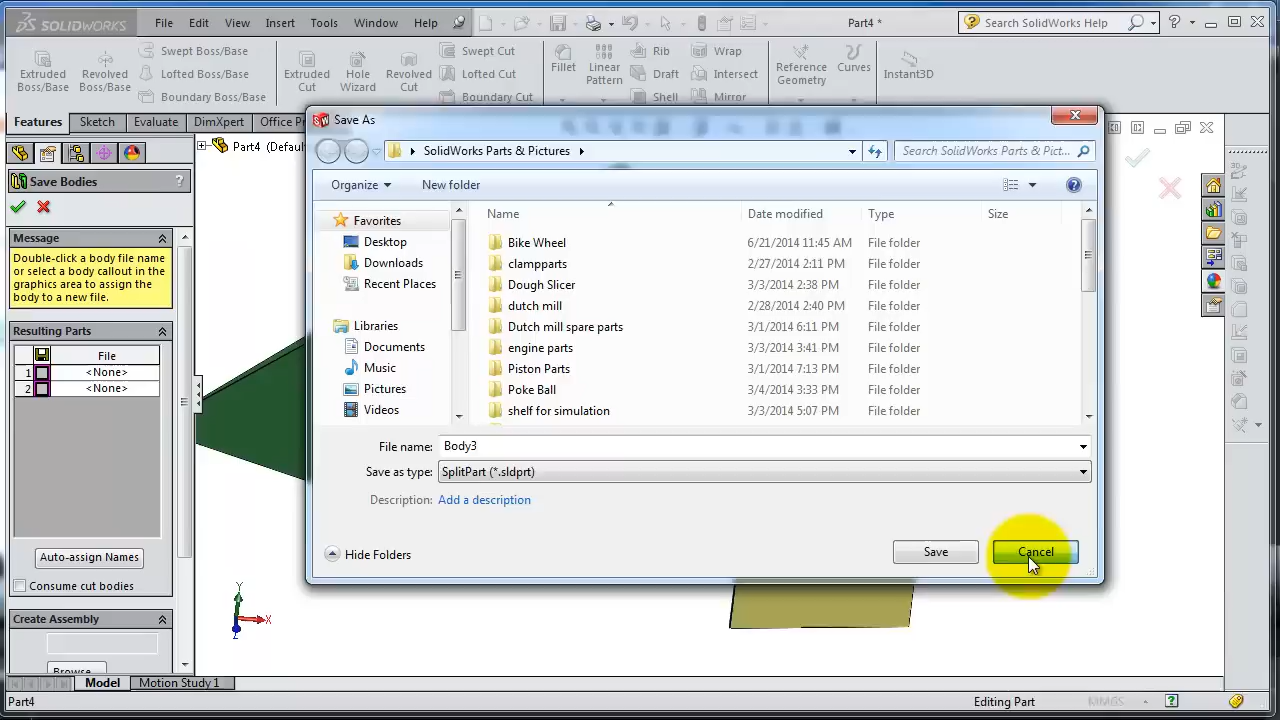 SOLIDWORKS File Edit View Insert Tools Window Help Part4 * Search SolidWorks Help
Extruded Boss/Base
Revolved Boss/Base
Swept Boss/Base
Lofted Boss/Base
Boundary Boss/Base
Extruded Cut
Hole Wizard
Revolved Cut
Swept Cut
Lofted Cut
Boundary Cut
Fillet
Linear Pattern
Rib
Draft
Shell
Wrap
Intersect
Mirror
Reference Geometry
Curves
Instant3D
Features Sketch Evaluate DimXpert Office Pr
Part4 (Defaul
Save Bodies ?
Message
Double-click a body file name
or select a body callout in the
graphics area to assign the
body to a new file.
Resulting Parts
File
1 <None>
2 <None>
Auto-assign Names
Consume cut bodies
Create Assembly
Browse...
Save As
SolidWorks Parts & Pictures
Search SolidWorks Parts & Pict...
Organize New folder
Favorites
Desktop
Downloads
Recent Places
Libraries
Documents
Music
Pictures
Videos
Name Date modified Type Size
Bike Wheel 6/21/2014 11:45 AM File folder
clampparts 2/27/2014 2:11 PM File folder
Dough Slicer 3/3/2014 2:38 PM File folder
dutch mill 2/28/2014 2:40 PM File folder
Dutch mill spare parts 3/1/2014 6:11 PM File folder
engine parts 3/3/2014 3:41 PM File folder
Piston Parts 3/1/2014 7:13 PM File folder
Poke Ball 3/4/2014 3:33 PM File folder
shelf for simulation 3/3/2014 5:07 PM File folder
File name: Body3
Save as type: SplitPart (*.sldprt)
Description: Add a description
Hide Folders Save Cancel
Y
X
Z
Model Motion Study 1
Part4 Editing Part KMGS